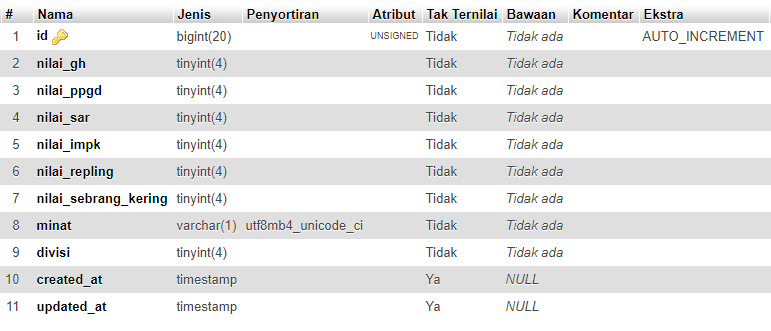 # Nama Jenis Penyortiran Atribut Tak Ternilai Bawaan Komentar Ekstra
1 id bigint(20) UNSIGNED Tidak Tidak ada AUTO_INCREMENT
2 nilai_gh tinyint(4) Tidak Tidak ada
3 nilai_ppgd tinyint(4) Tidak Tidak ada
4 nilai_sar tinyint(4) Tidak Tidak ada
5 nilai_impk tinyint(4) Tidak Tidak ada
6 nilai_repling tinyint(4) Tidak Tidak ada
7 nilai_sebrang_kering tinyint(4) Tidak Tidak ada
8 minat varchar(1) utf8mb4_unicode_ci Tidak Tidak ada
9 divisi tinyint(4) Tidak Tidak ada
10 created_at timestamp Ya NULL
11 updated_at timestamp Ya NULL